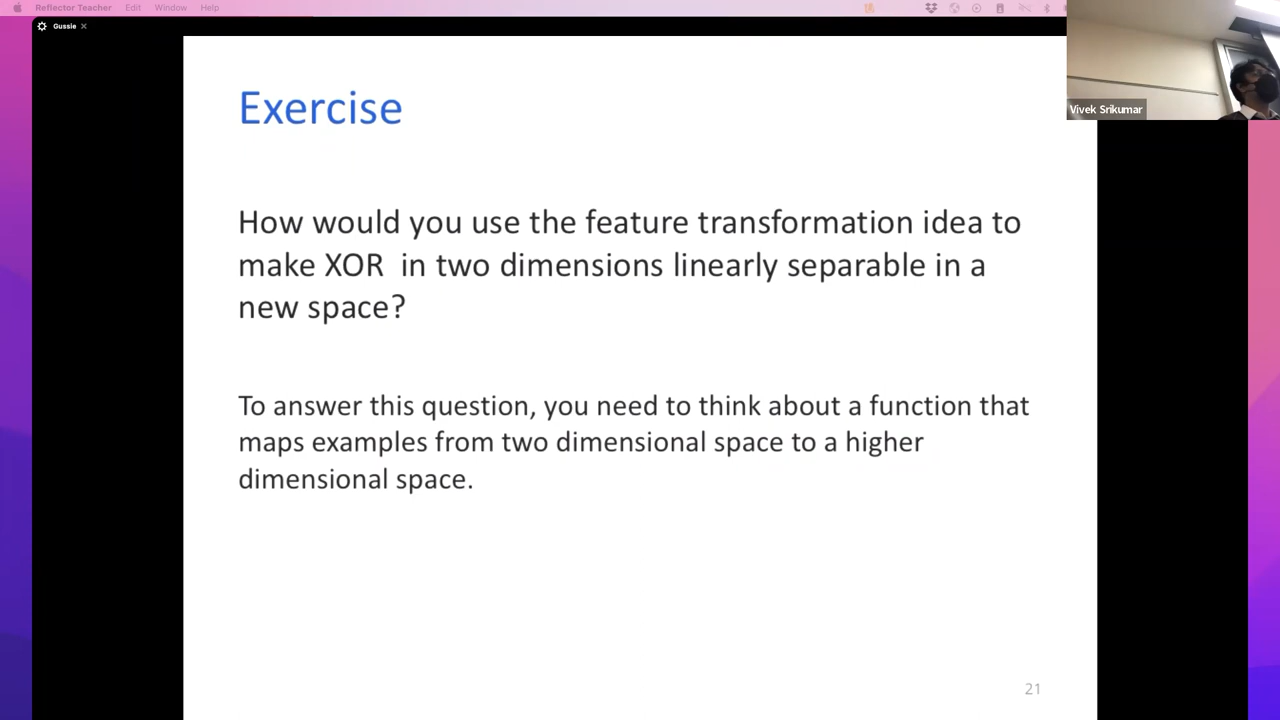 Reflector Teacher Edit Window Help
Gussie
Vivek Srikumar
Exercise
How would you use the feature transformation idea to
make XOR in two dimensions linearly separable in a
new space?
To answer this question, you need to think about a function that
maps examples from two dimensional space to a higher
dimensional space.
21